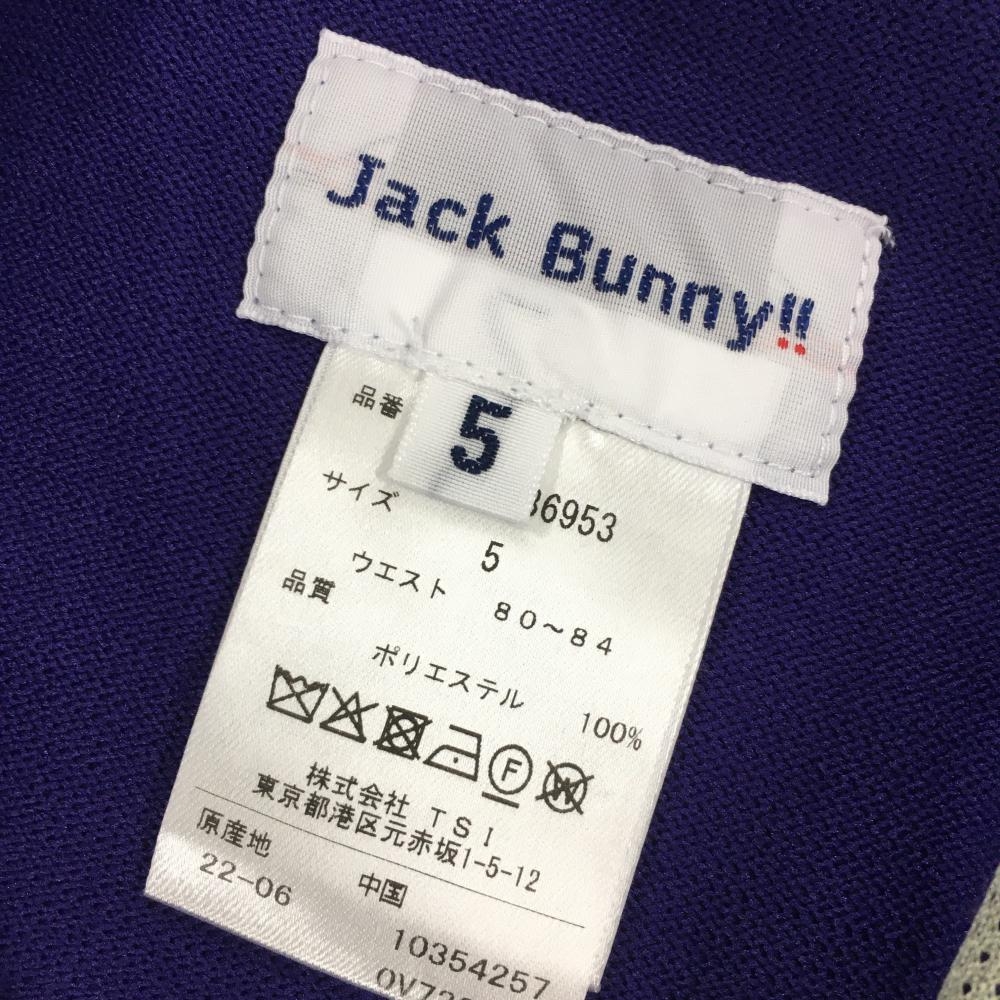 Jack Bunny!!
5
品番
36953
サイズ
5
ウエスト 80～84
品質
ポリエステル 100%
F
W
株式会社 TSI
東京都港区元赤坂1-5-12
原産地 中国
22-06
10354257